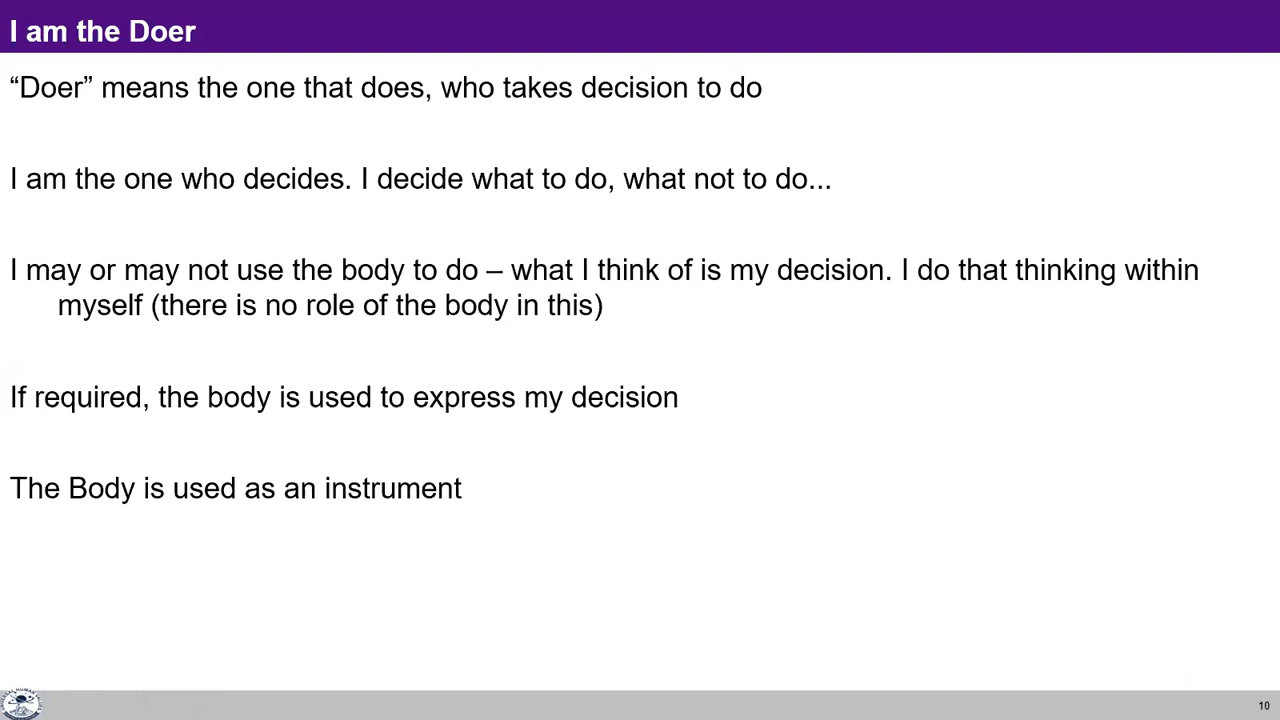 I am the Doer
“Doer” means the one that does, who takes decision to do
I am the one who decides. I decide what to do, what not to do...
I may or may not use the body to do – what I think of is my decision. I do that thinking within
myself (there is no role of the body in this)
If required, the body is used to express my decision
The Body is used as an instrument
10